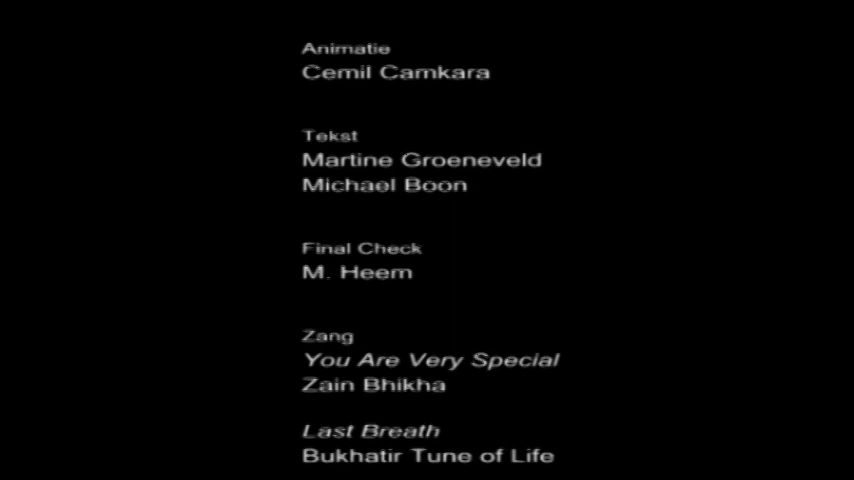 Animatie
Cemil Camkara
Tekst
Martine Groeneveld
Michael Boon
Final Check
M. Heem
Zang
You Are Very Special
Zain Bhikha
Last Breath
Bukhatir Tune of Life